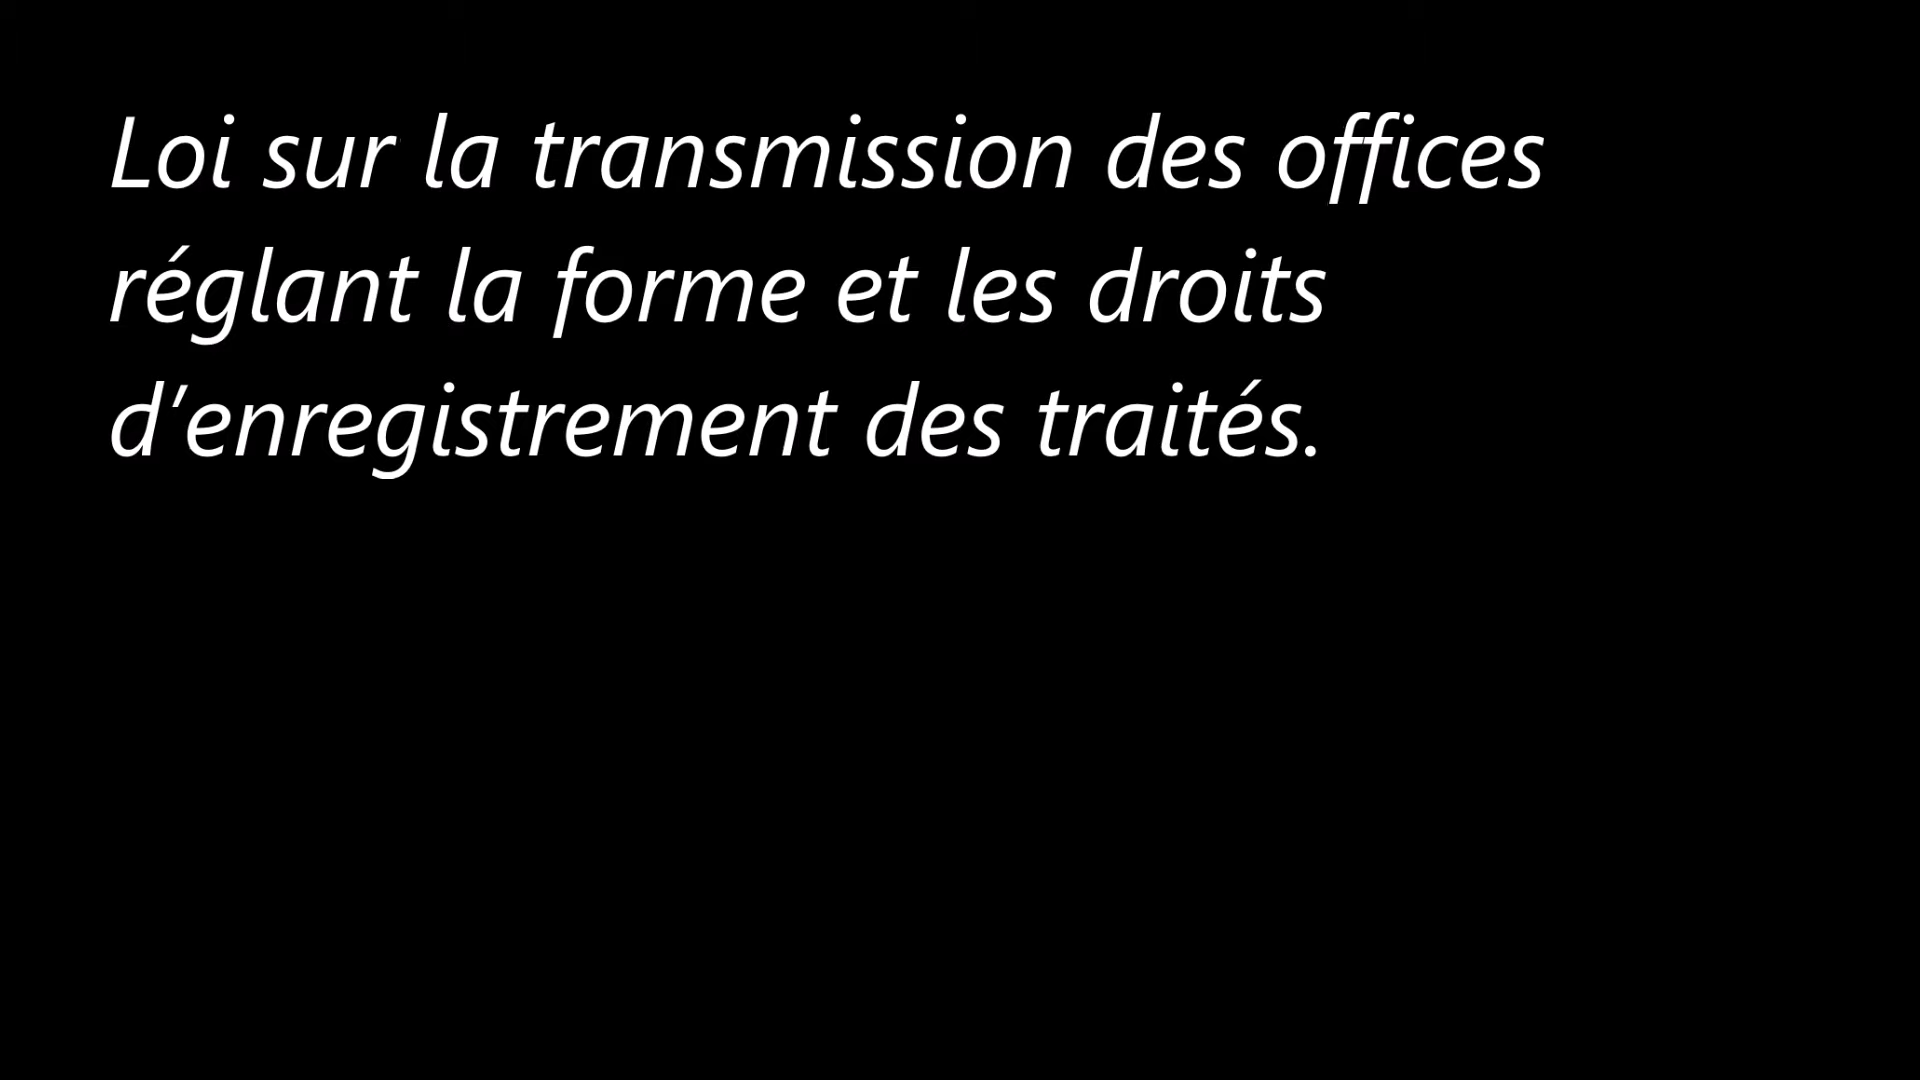 Loi sur la transmission des offices
réglant la forme et les droits
d’enregistrement des traités.